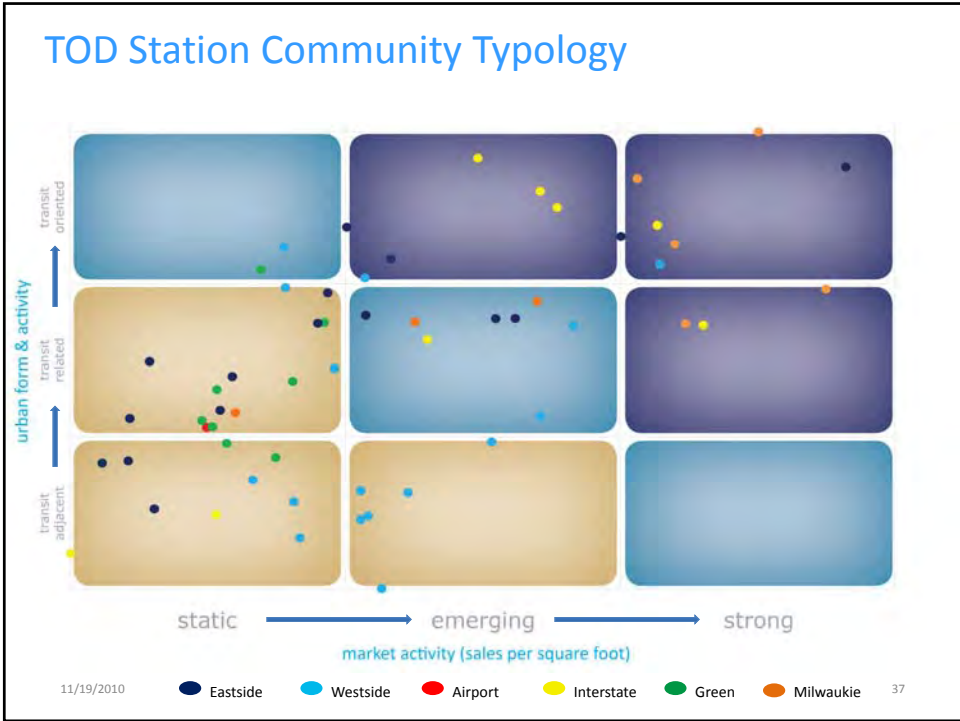 TOD Station Community Typology
urban form & activity
transit
oriented
transit
related
transit
adjacent
static
emerging
strong
market activity (sales per square foot)
11/19/2010
Eastside
Westside
Airport
Interstate
Green
Milwaukie
37